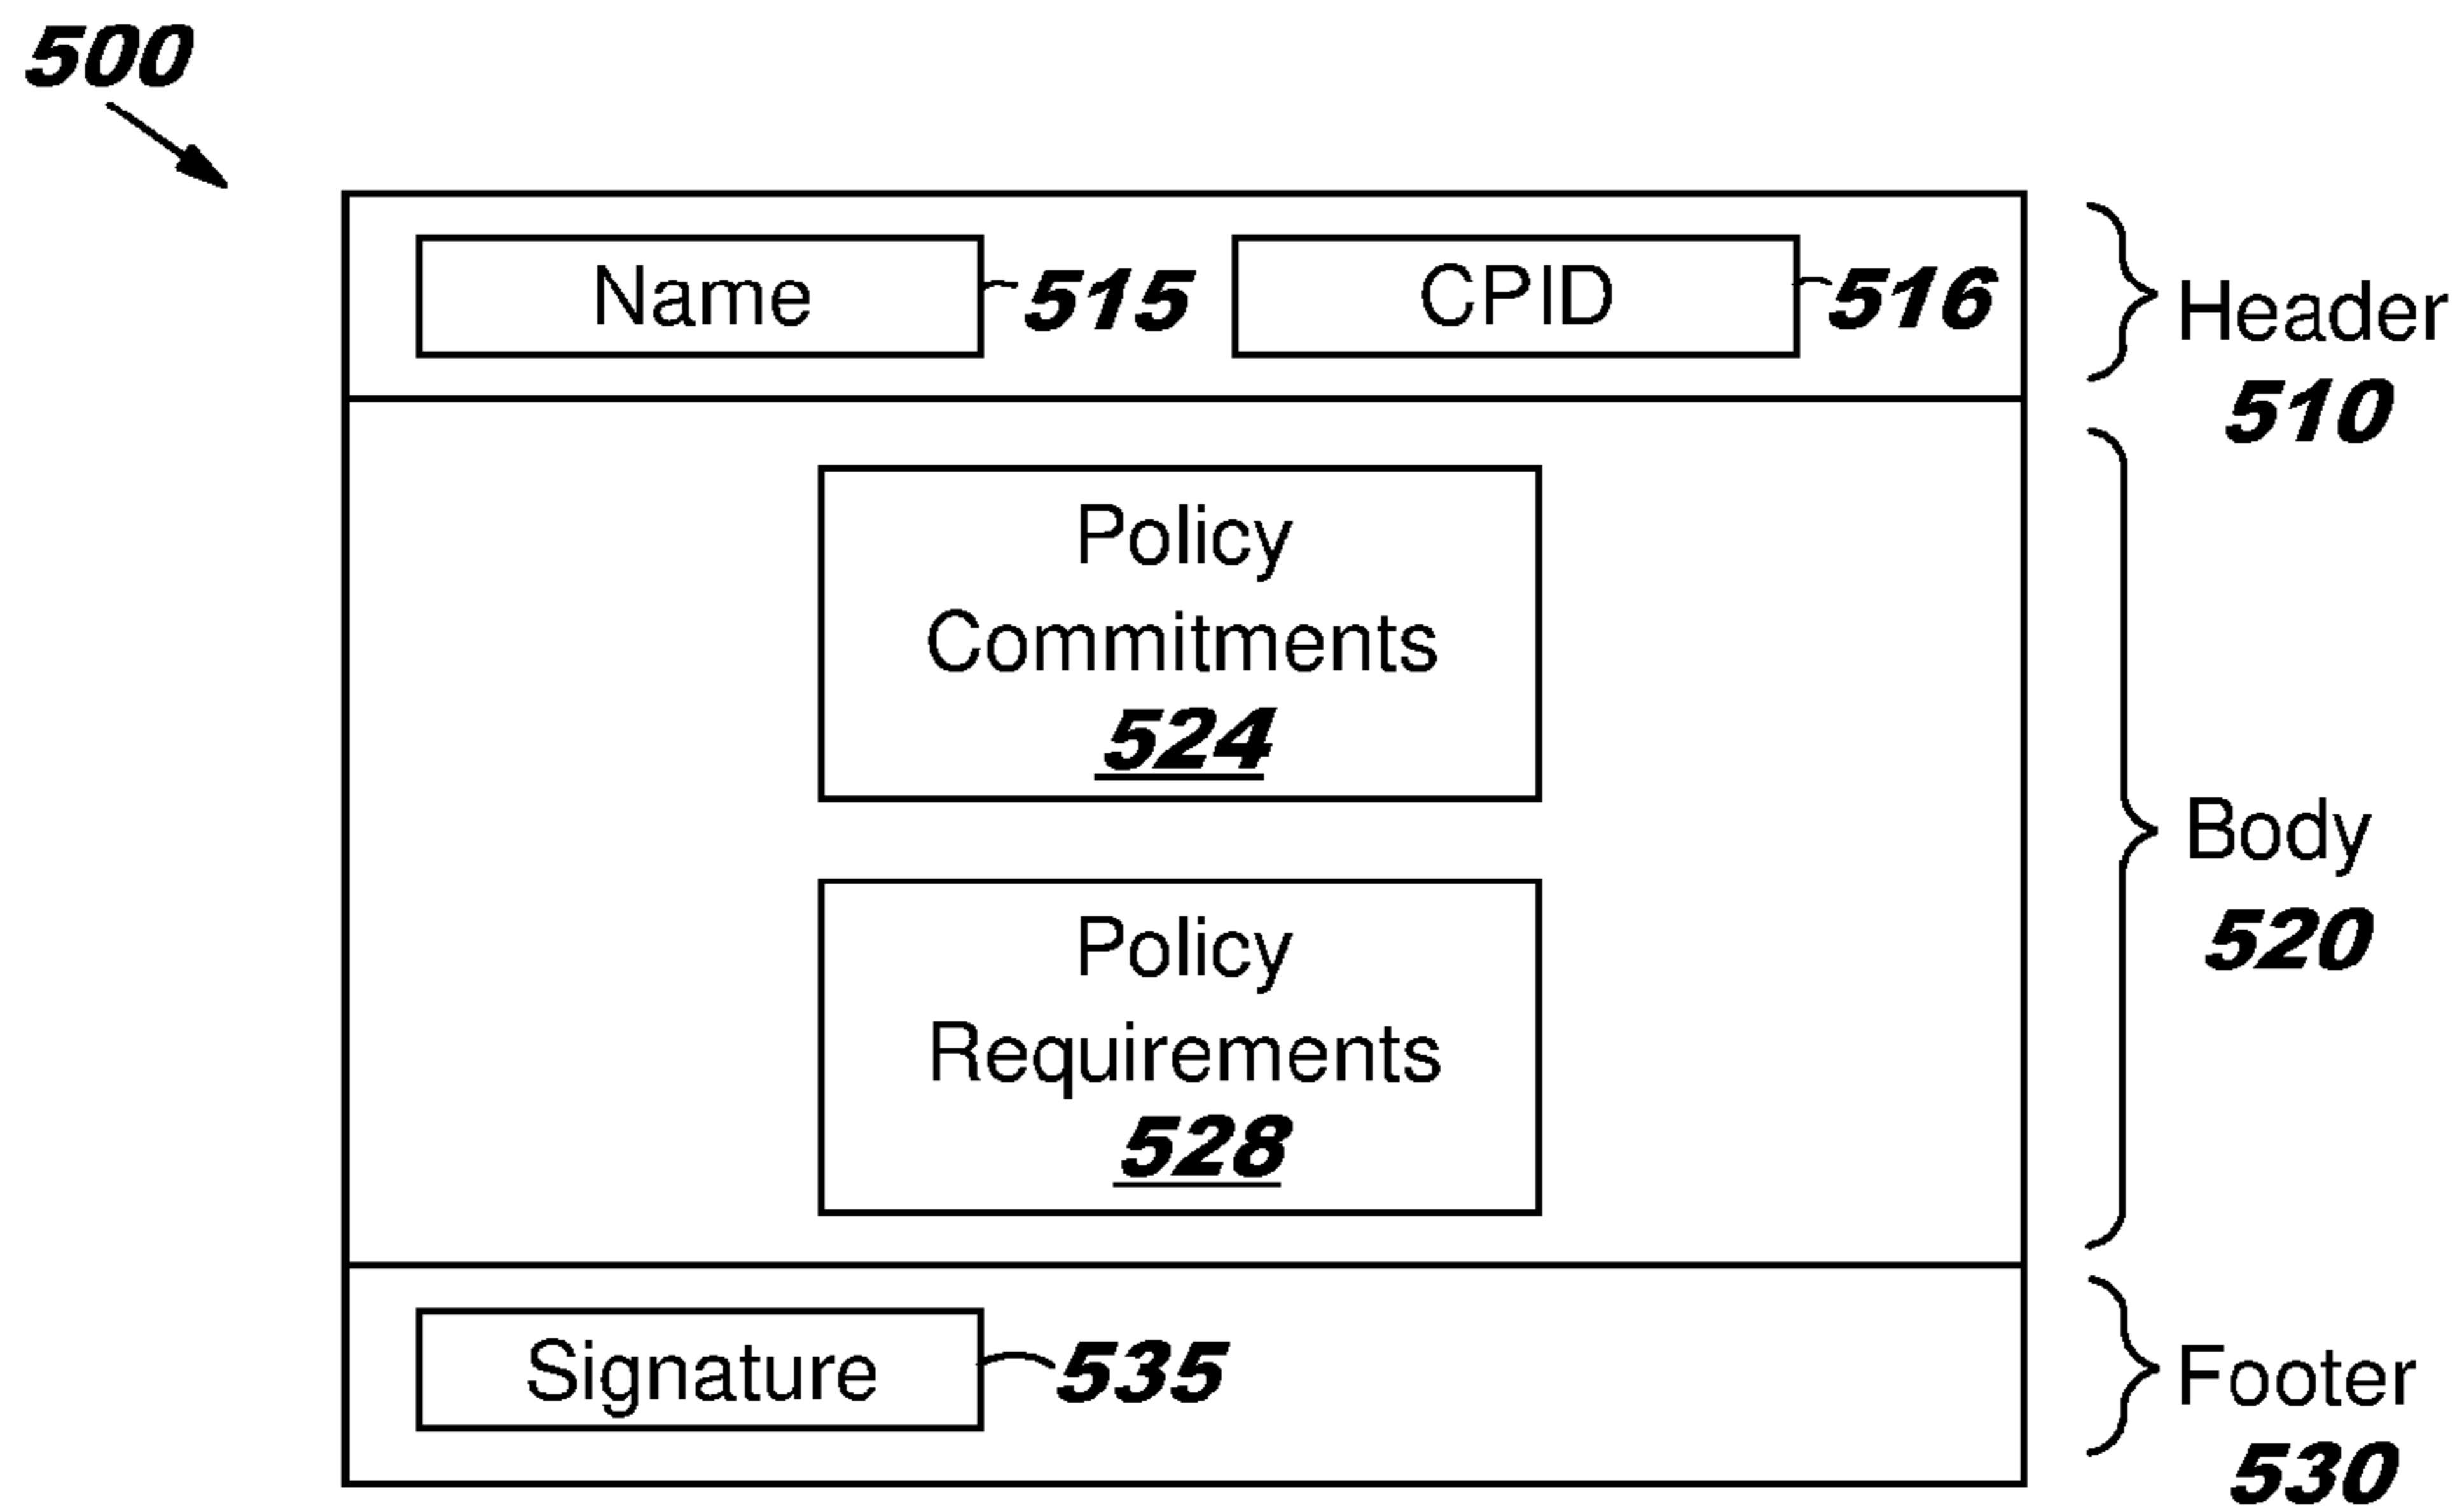 500
Name 515 CPID 516
Header
510
Policy
Commitments
524
Body
520
Policy
Requirements
528
Signature 535
Footer
530